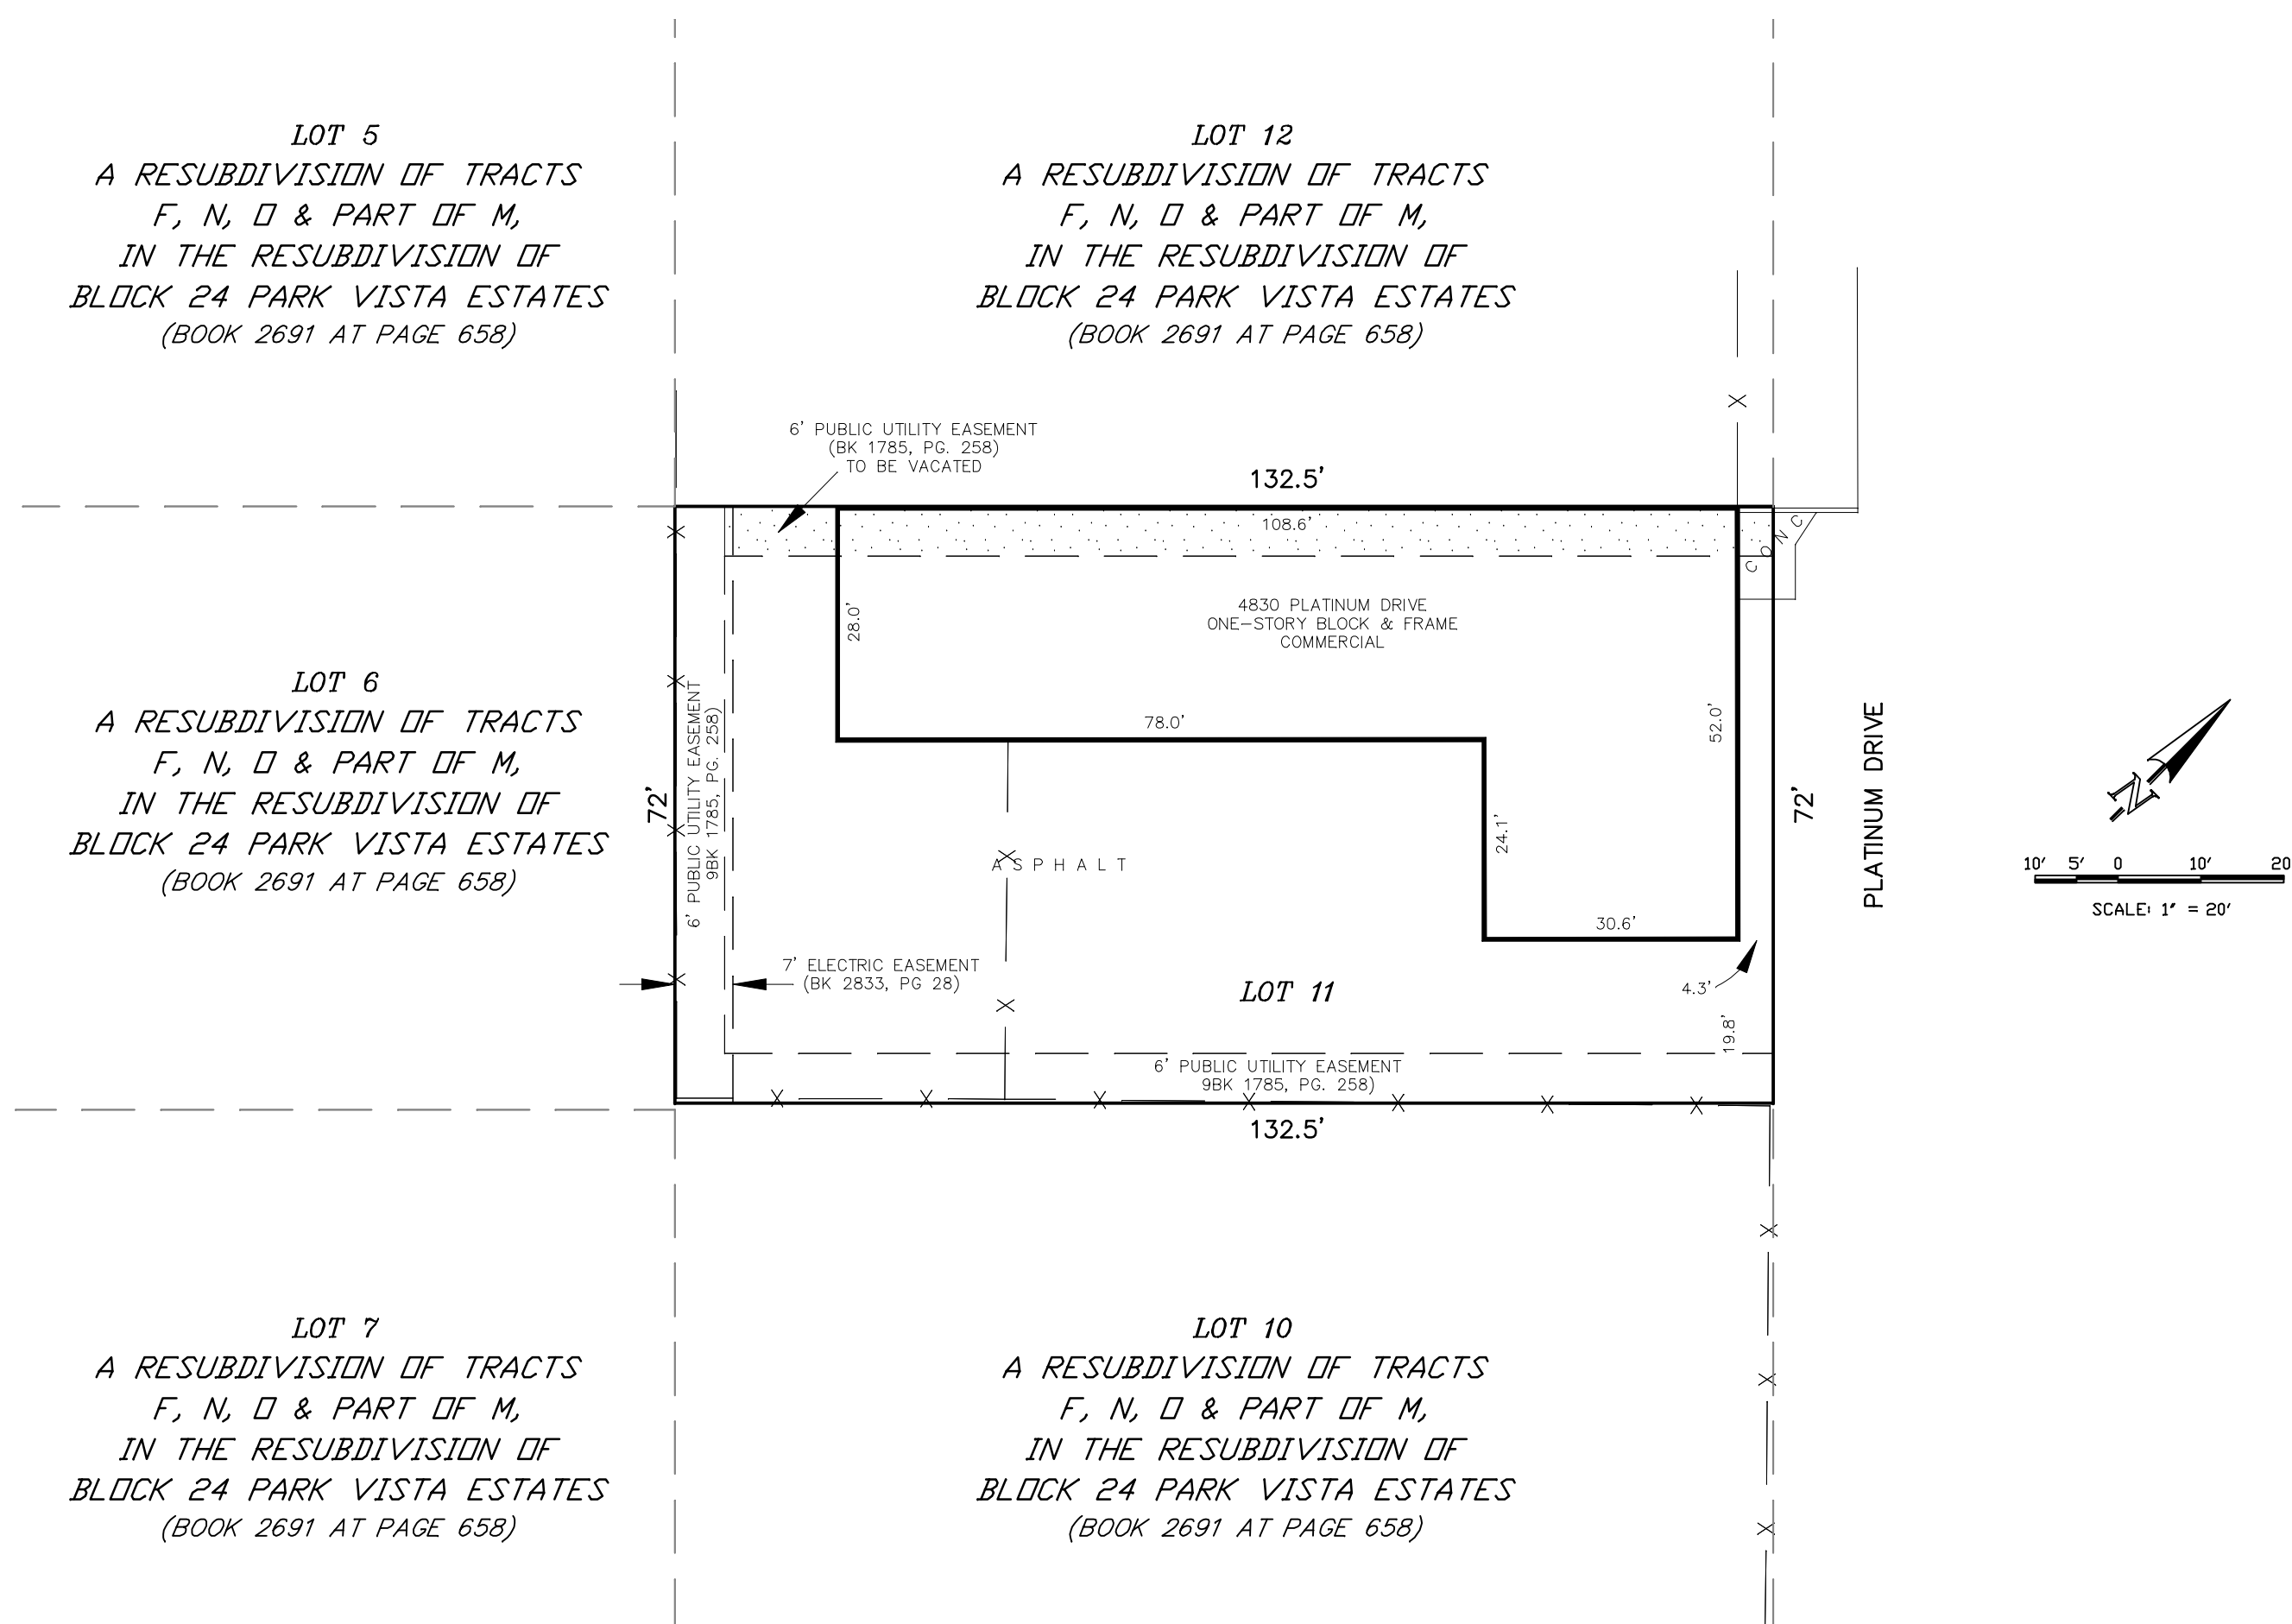 LOT 5
A RESUBDIVISION OF TRACTS
F, N, O & PART OF M,
IN THE RESUBDIVISION OF
BLOCK 24 PARK VISTA ESTATES
(BOOK 2691 AT PAGE 658)
LOT 12
A RESUBDIVISION OF TRACTS
F, N, O & PART OF M,
IN THE RESUBDIVISION OF
BLOCK 24 PARK VISTA ESTATES
(BOOK 2691 AT PAGE 658)
6' PUBLIC UTILITY EASEMENT
(BK 1785, PG. 258)
TO BE VACATED
132.5'
108.6'
CONC
28.0'
4830 PLATINUM DRIVE
ONE-STORY BLOCK & FRAME
COMMERCIAL
LOT 6
A RESUBDIVISION OF TRACTS
F, N, O & PART OF M,
IN THE RESUBDIVISION OF
BLOCK 24 PARK VISTA ESTATES
(BOOK 2691 AT PAGE 658)
72'
6' PUBLIC UTILITY EASEMENT
9BK 1785, PG. 258)
78.0'
52.0'
24.1'
ASPHALT
30.6'
72'
PLATINUM DRIVE
N
10' 5' 0 10' 20
SCALE: 1" = 20'
7' ELECTRIC EASEMENT
(BK 2833, PG 28)
LOT 11
4.3'
19.8'
6' PUBLIC UTILITY EASEMENT
9BK 1785, PG. 258)
132.5'
LOT 7
A RESUBDIVISION OF TRACTS
F, N, O & PART OF M,
IN THE RESUBDIVISION OF
BLOCK 24 PARK VISTA ESTATES
(BOOK 2691 AT PAGE 658)
LOT 10
A RESUBDIVISION OF TRACTS
F, N, O & PART OF M,
IN THE RESUBDIVISION OF
BLOCK 24 PARK VISTA ESTATES
(BOOK 2691 AT PAGE 658)